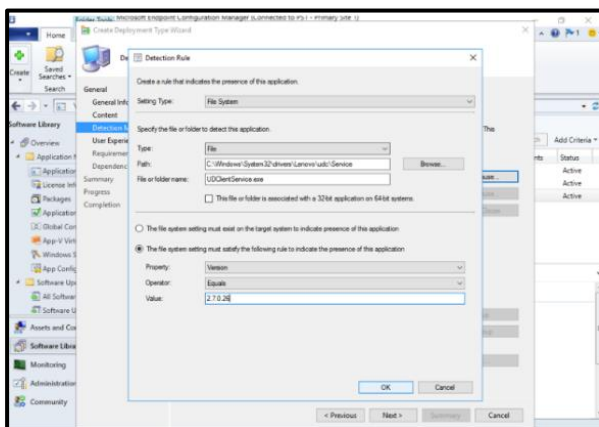 Microsoft Endpoint Configuration Manager (Connected to PST - Primary Site 1)
Home
Create Deployment Type Wizard
Create
Saved
Searches
Search
Detection Rule
Create a rule that indicates the presence of this application.
Setting Type:
File System
Specify the file or folder to detect this application.
Type:
File
Path:
C:\Windows\System32\drivers\Lenovo\udc\Service
Browse...
File or folder name:
UDClientService.exe
This file or folder is associated with a 32-bit application on 64-bit systems.
The file system setting must exist on the target system to indicate presence of this application
The file system setting must satisfy the following rule to indicate the presence of this application
Property:
Version
Operator:
Equals
Value:
2.7.0.26
OK
Cancel
General
General Info
Content
Detection M
User Experie
Requiremen
Dependenc
Summary
Progress
Completion
Software Library
Overview
Application M
Application
License Inf
Packages
Application
Global Con
App-V Virt
Windows S
App Config
Software Up
All Softwar
Software U
Assets and Co
Software Libra
Monitoring
Administration
Community
This
Add Criteria
Status
Active
Active
Active
< Previous
Next >
Summary
Cancel